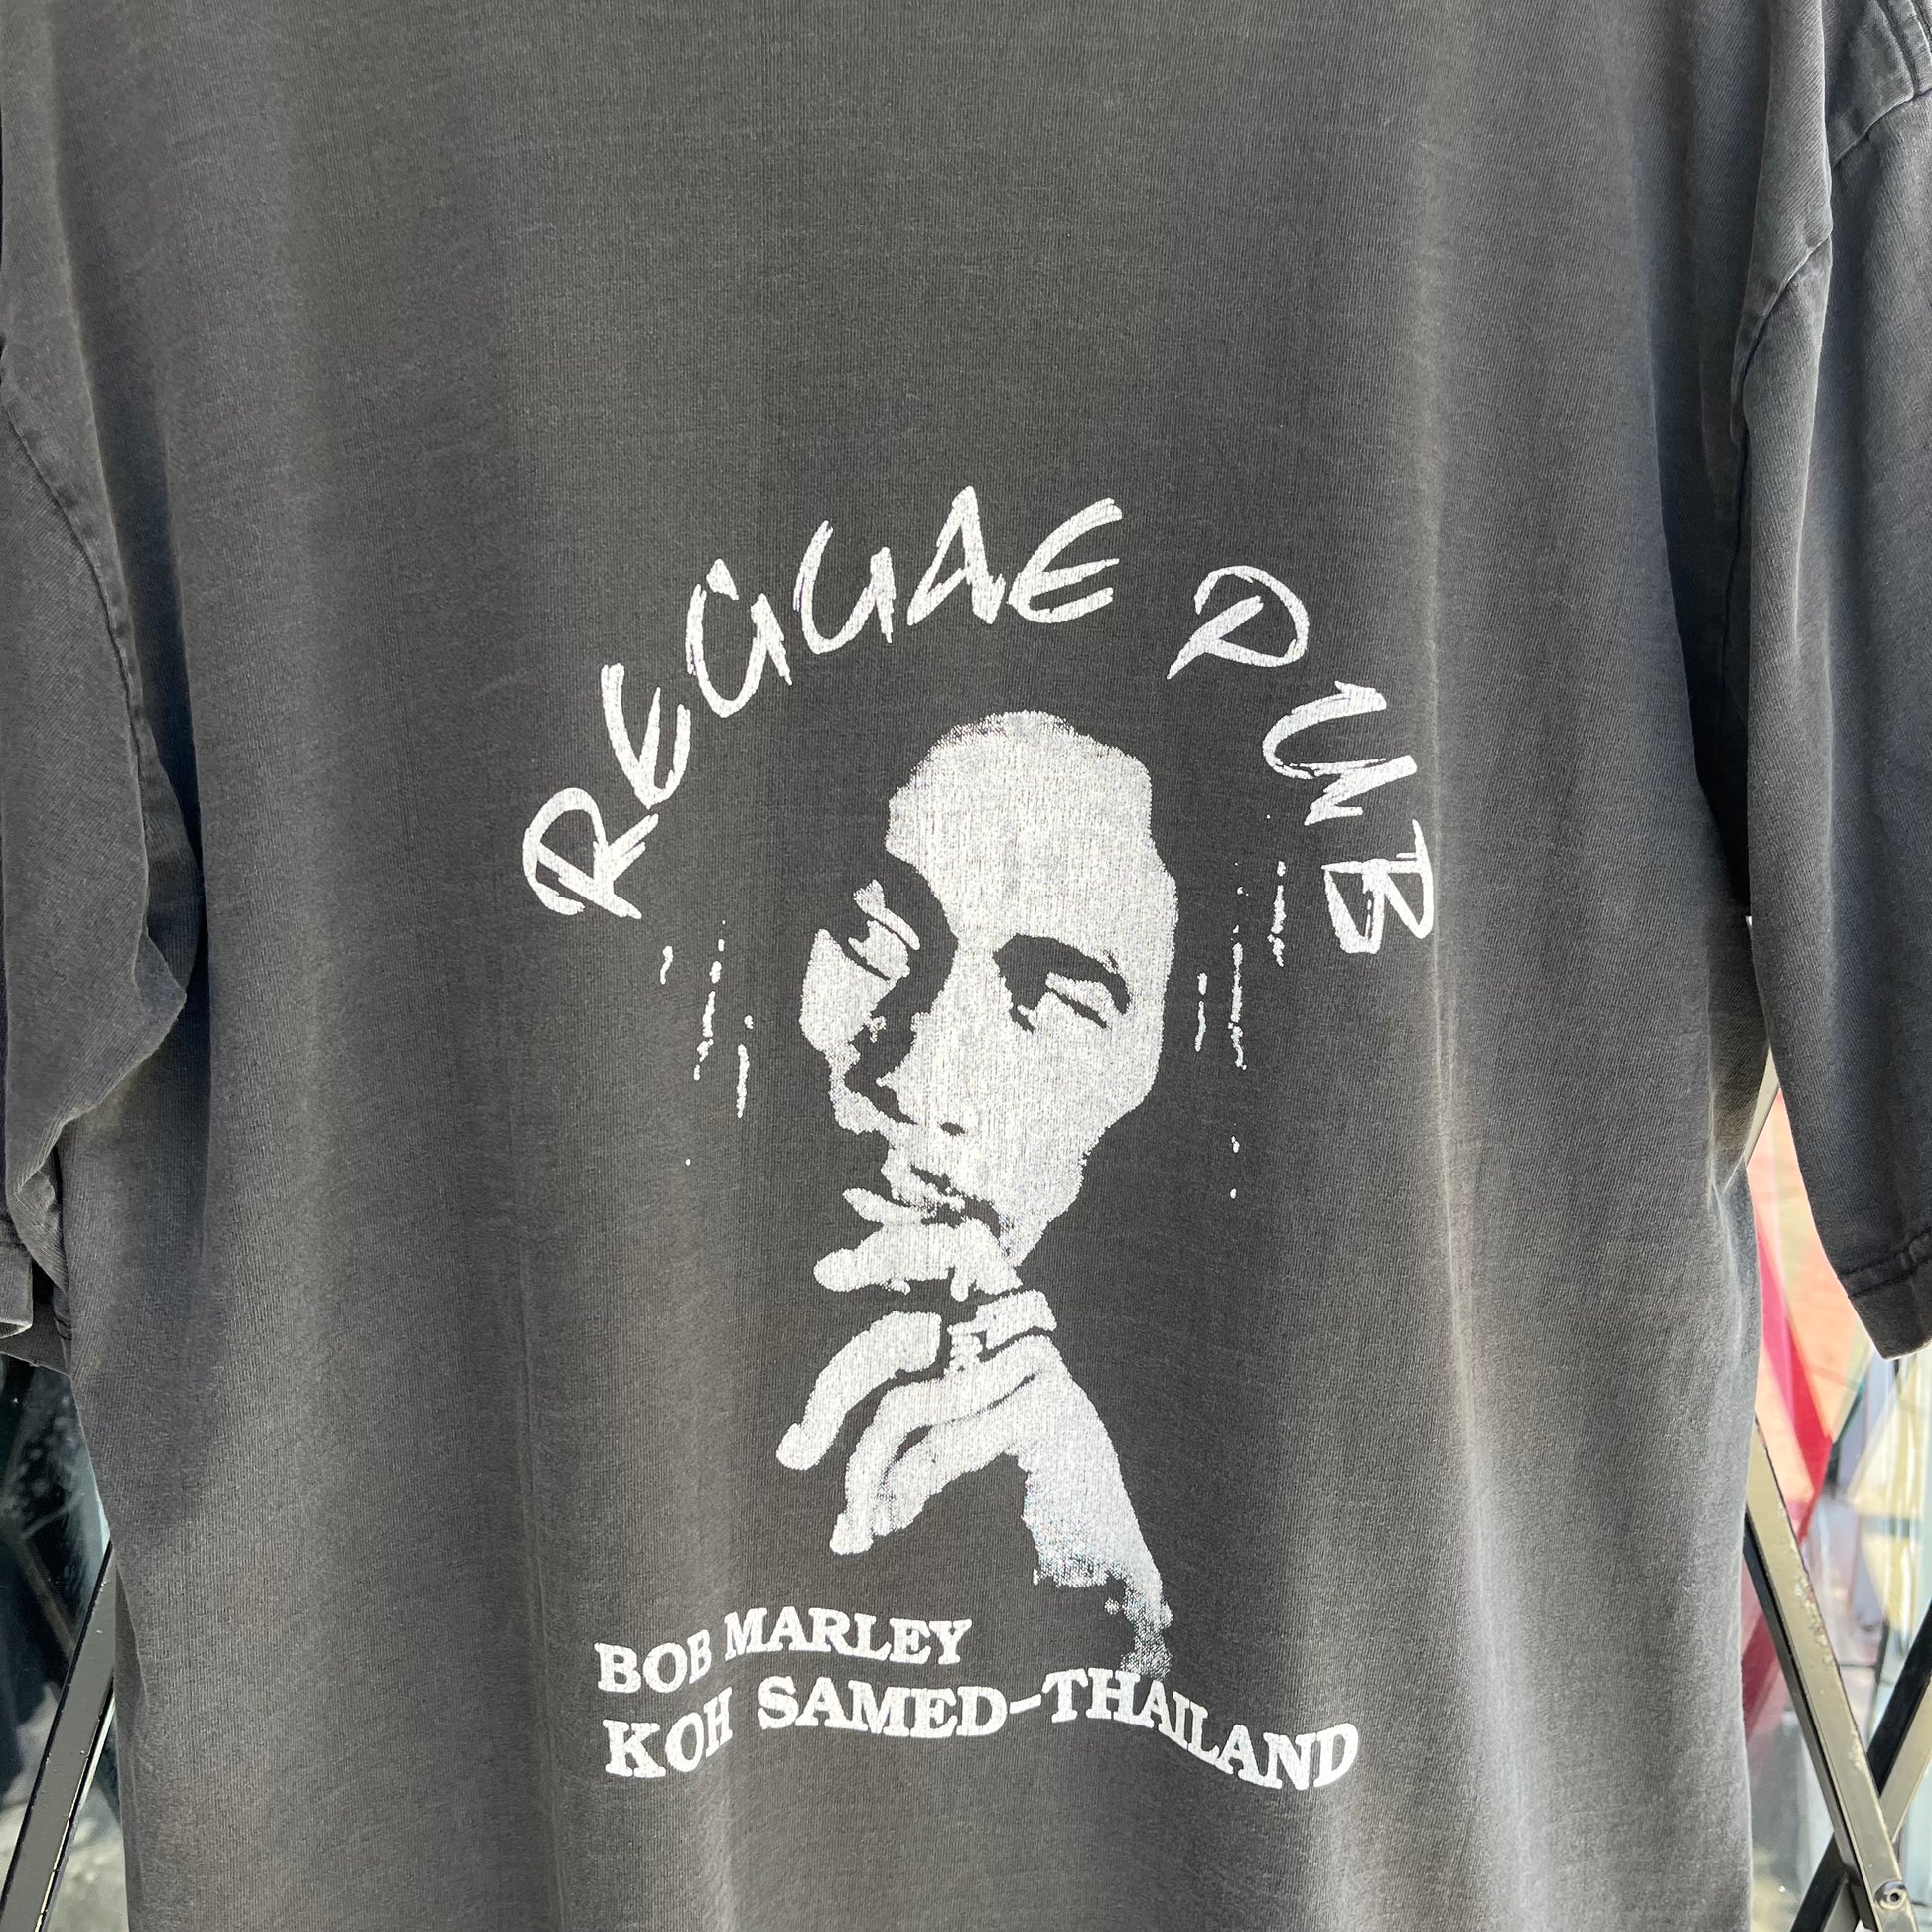 REGGAE PUB
BOB MARLEY
KOH SAMED-THAILAND